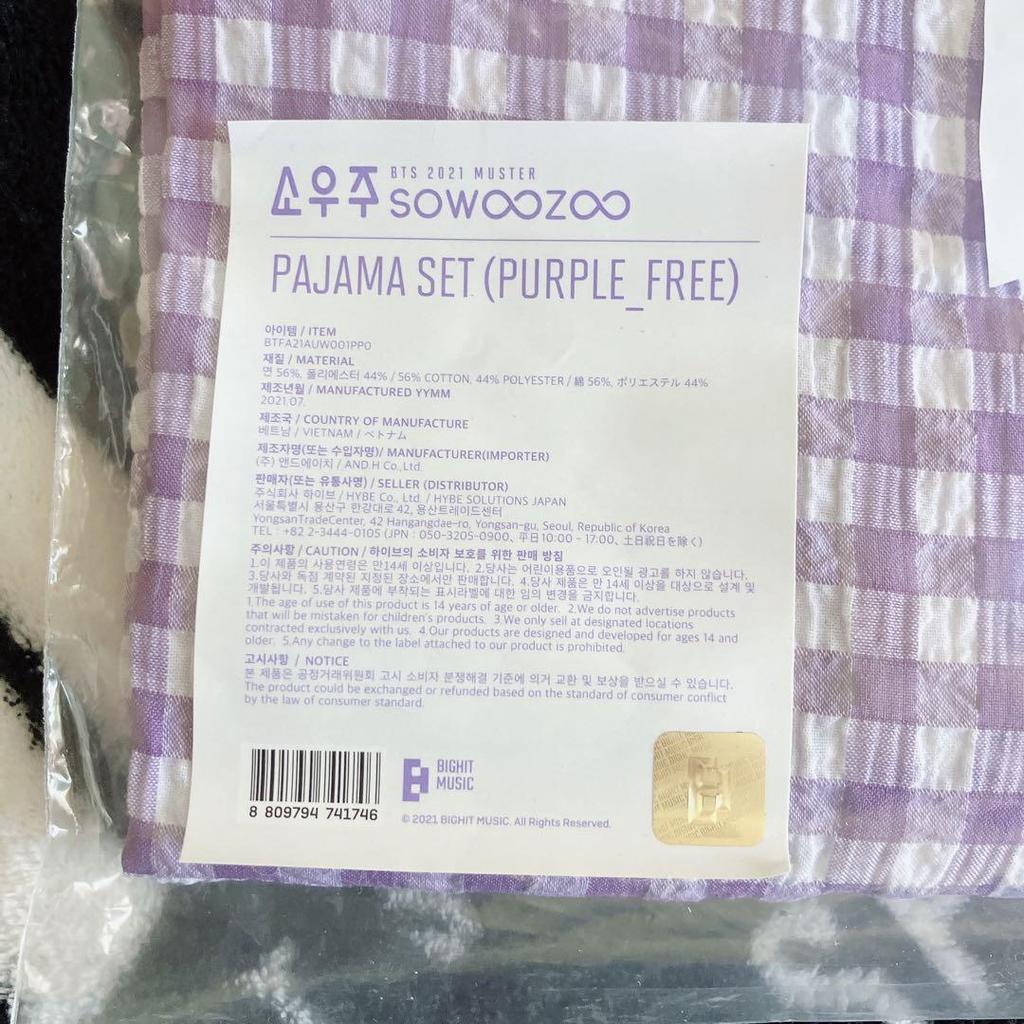 BTS 2021 MUSTER
소우주 SOWOOZOO
PAJAMA SET (PURPLE_FREE)
아이템 / ITEM
BTFA21AUW001PP0
재질 / MATERIAL
면 56%, 폴리에스터 44% / 56% COTTON, 44% POLYESTER / 綿 56%, ポリエステル 44%
제조년월 / MANUFACTURED YYMM
2021.07.
제조국 / COUNTRY OF MANUFACTURE
베트남 / VIETNAM / ベトナム
제조자명(또는 수입자명)/ MANUFACTURER(IMPORTER)
(주) 앤드에이치 / AND H Co., Ltd.
판매자(또는 유통사명) / SELLER (DISTRIBUTOR)
주식회사 하이브 / HYBE Co., Ltd. / HYBE SOLUTIONS JAPAN
서울특별시 용산구 한강대로 42, 용산트레이드센터
YongsanTradeCenter, 42 Hangangdae-ro, Yongsan-gu, Seoul, Republic of Korea
TEL : +82 2-3444-0105 (JPN : 050-3205-0900、平日10:00 - 17:00、土日祝日を除く)
주의사항 / CAUTION / 하이브의 소비자 보호를 위한 판매 방침
1.이 제품의 사용연령은 만14세 이상입니다. 2.당사는 어린이용품으로 오인될 광고를 하지 않습니다.
3.당사와 독점 계약된 지정된 장소에서만 판매합니다. 4.당사 제품은 만 14세 이상을 대상으로 설계 및
개발됩니다. 5.당사 제품에 부착되는 표시라벨에 대한 임의 변경을 금지합니다.
1.The age of use of this product is 14 years of age or older. 2.We do not advertise products
that will be mistaken for children's products. 3.We only sell at designated locations
contracted exclusively with us. 4.Our products are designed and developed for ages 14 and
older. 5.Any change to the label attached to our product is prohibited.
고시사항 / NOTICE
본 제품은 공정거래위원회 고시 소비자 분쟁해결 기준에 의거 교환 및 보상을 받으실 수 있습니다.
The product could be exchanged or refunded based on the standard of consumer conflict
by the law of consumer standard.
8 809794 741746
BIGHIT
MUSIC
© 2021 BIGHIT MUSIC. All Rights Reserved.